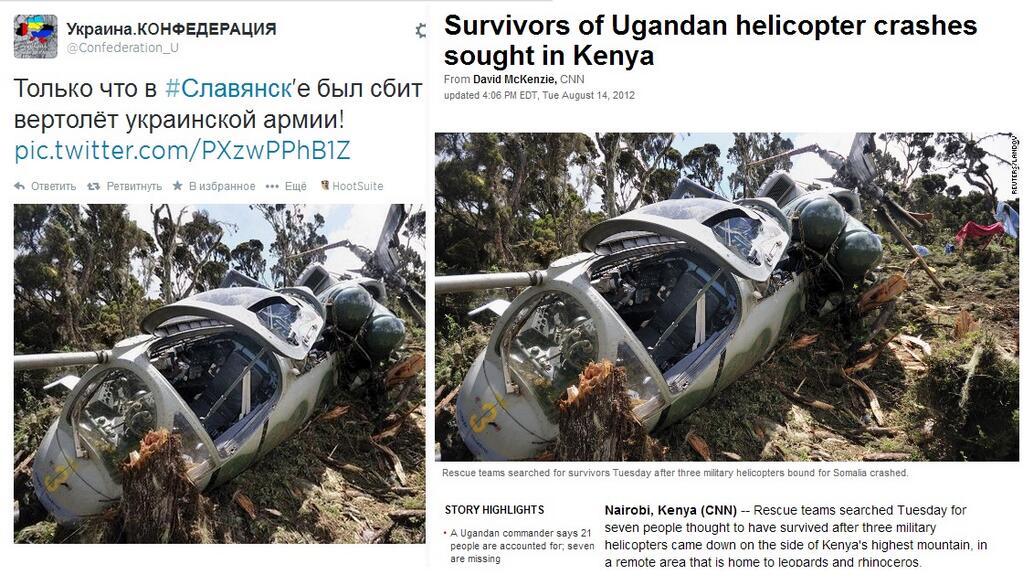 Украина.КОНФЕДЕРАЦИЯ
@Confederation_U
Только что в #Славянск'е был сбит
вертолёт украинской армии!
pic.twitter.com/PXzwPPhB1Z
Ответить Ретвитнуть В избранное Ещё HootSuite
Survivors of Ugandan helicopter crashes
sought in Kenya
From David McKenzie, CNN
updated 4:06 PM EDT, Tue August 14, 2012
REUTERS/LANDOV
Rescue teams searched for survivors Tuesday after three military helicopters bound for Somalia crashed.
STORY HIGHLIGHTS
• A Ugandan commander says 21
people are accounted for; seven
are missing
Nairobi, Kenya (CNN) -- Rescue teams searched Tuesday for
seven people thought to have survived after three military
helicopters came down on the side of Kenya's highest mountain, in
a remote area that is home to leopards and rhinoceros.